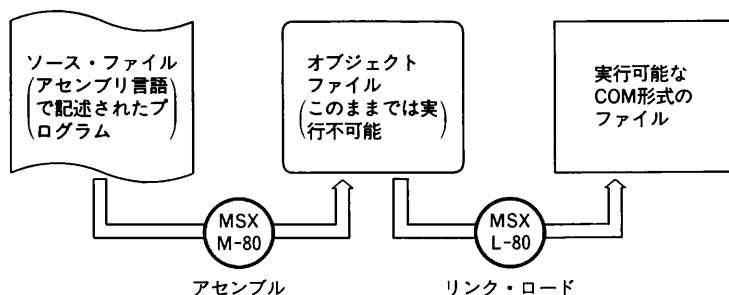 ソース・ファイル
(アセンブリ言語
で記述されたプ
ログラム)
オブジェクト
ファイル
(このままでは実
行不可能)
実行可能な
COM形式の
ファイル
MSX
M-80
アセンブル
MSX
L-80
リンク・ロード